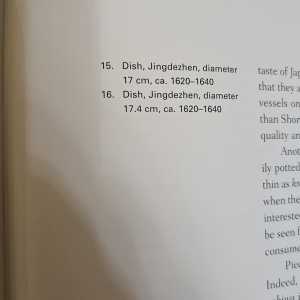 15. Dish, Jingdezhen, diameter
17 cm, ca. 1620–1640
16. Dish, Jingdezhen, diameter
17.4 cm, ca. 1620–1640
taste of Jap
that they a
vessels on
than Shon
quality an
Anot
ily potted
thin as
when the
interested
be seen
consume
Pie
Indeed,